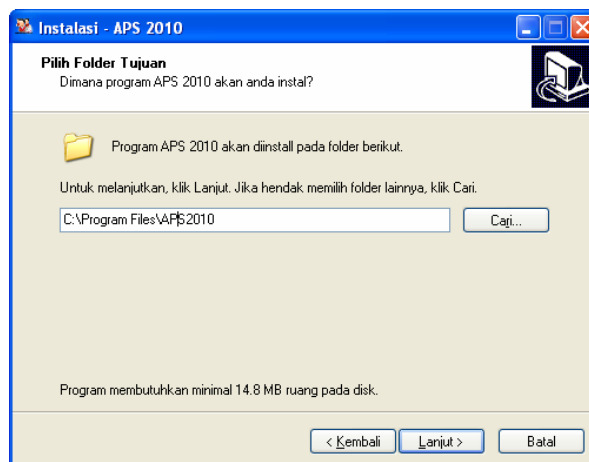 Instalasi - APS 2010
Pilih Folder Tujuan
Dimana program APS 2010 akan anda instal?
Program APS 2010 akan diinstall pada folder berikut.
Untuk melanjutkan, klik Lanjut. Jika hendak memilih folder lainnya, klik Cari.
C:\Program Files\APS2010
Cari...
Program membutuhkan minimal 14.8 MB ruang pada disk.
< Kembali
Lanjut >
Batal